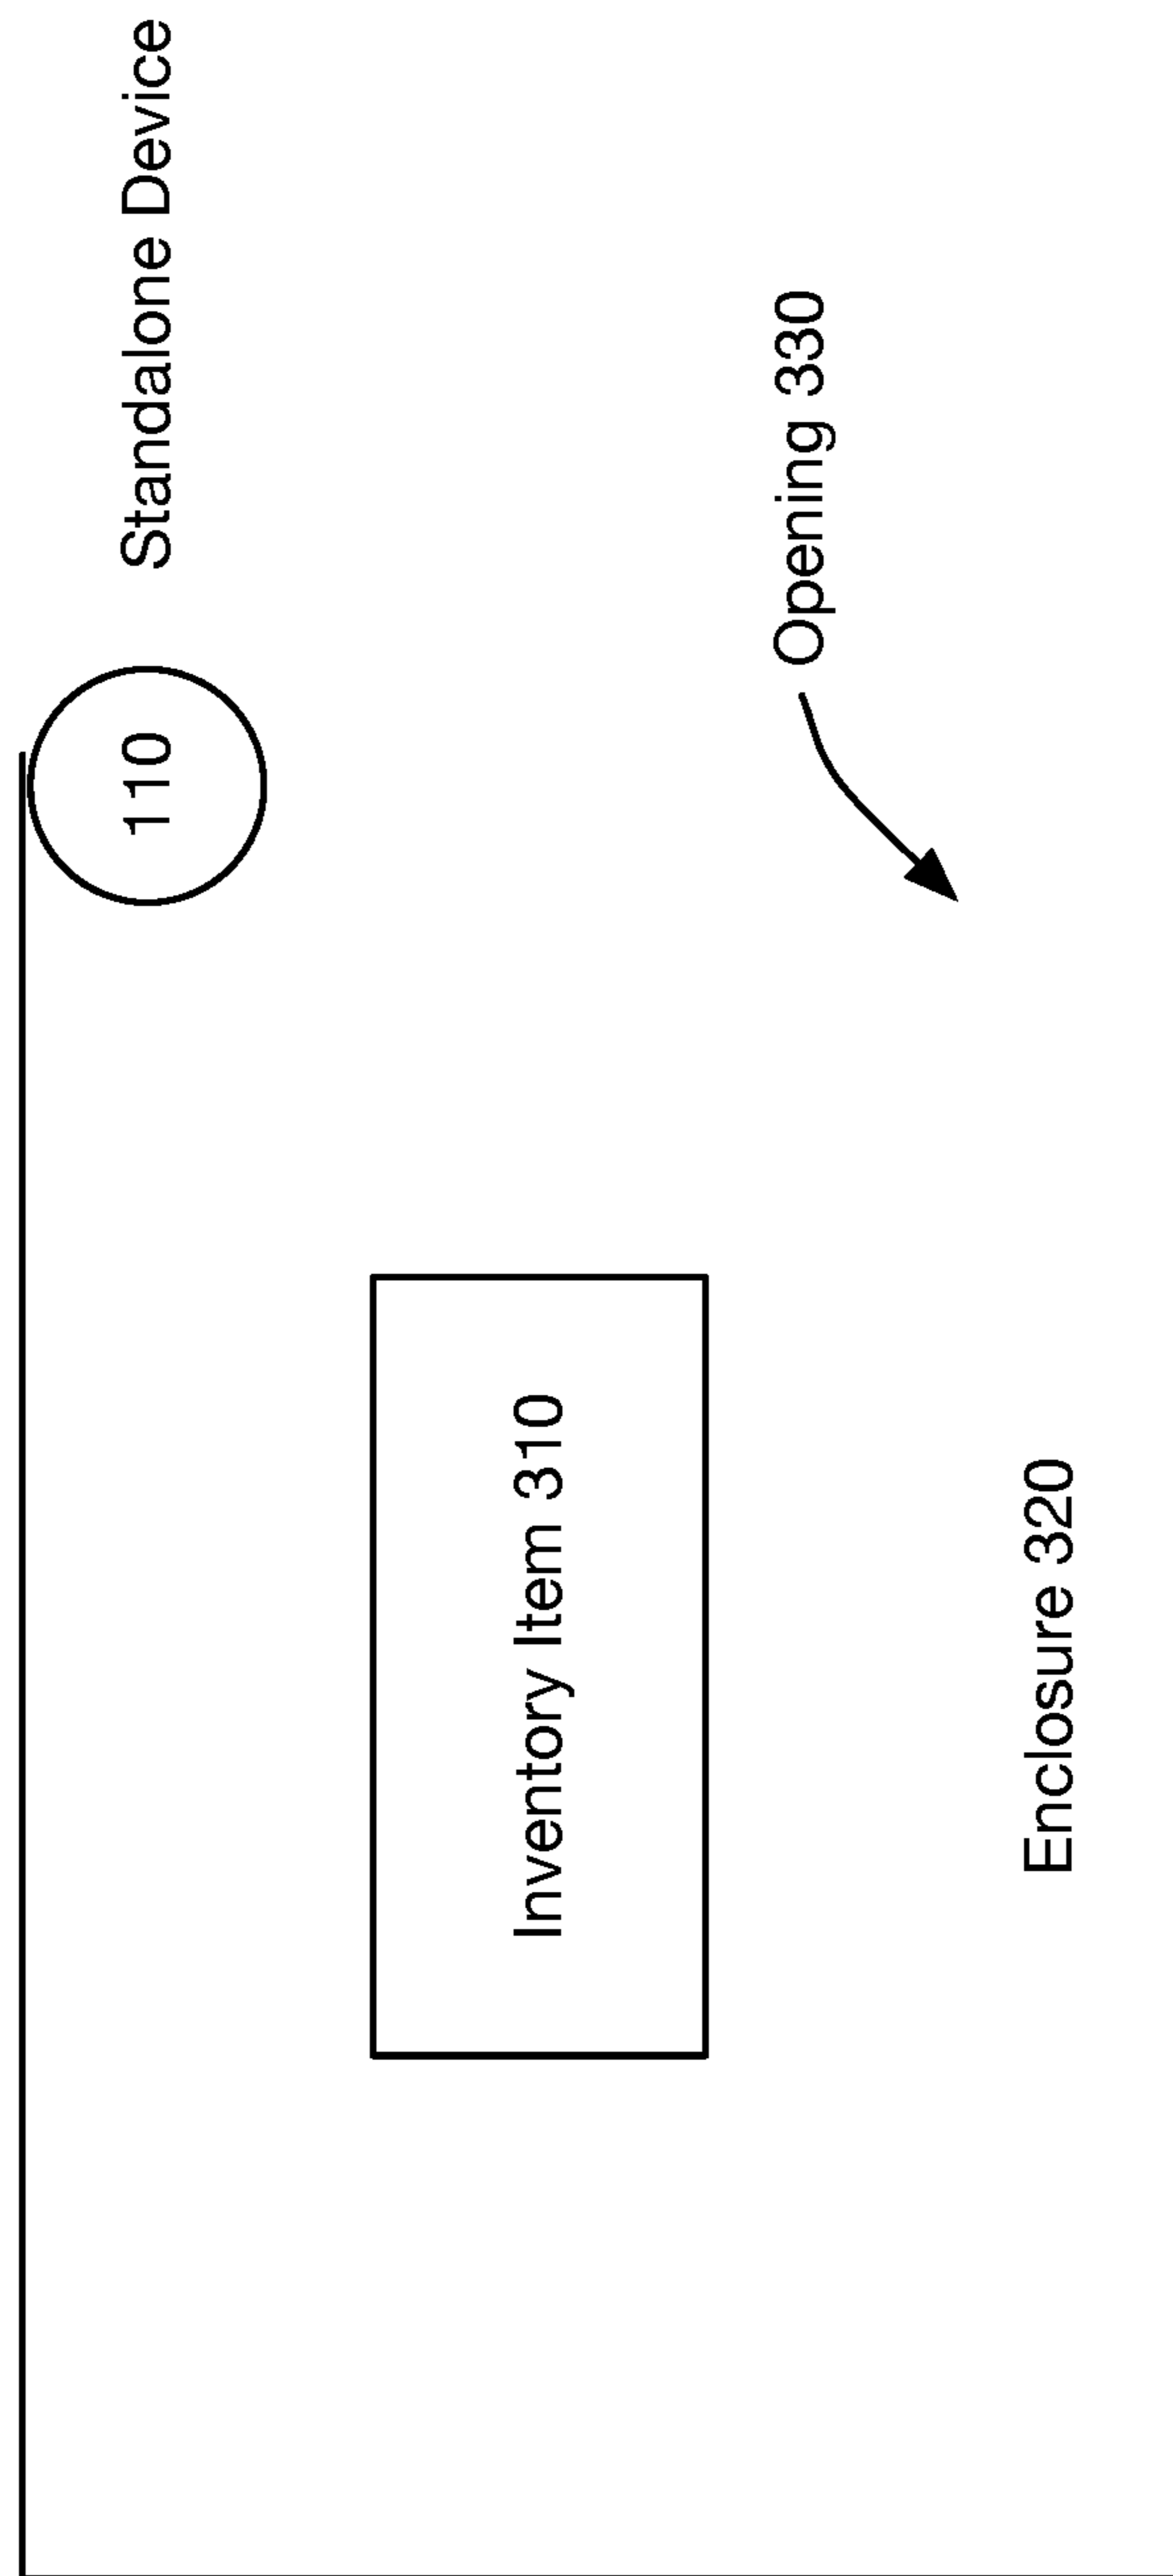 110 Standalone Device
Inventory Item 310
Opening 330
Enclosure 320